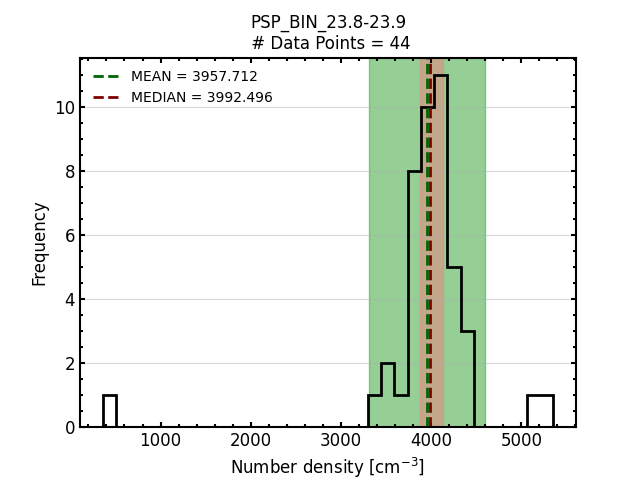 PSP_BIN_23.8-23.9
# Data Points = 44
MEAN = 3957.712
MEDIAN = 3992.496
10
8
6
4
2
0
Frequency
1000 2000 3000 4000 5000
Number density [cm⁻³]